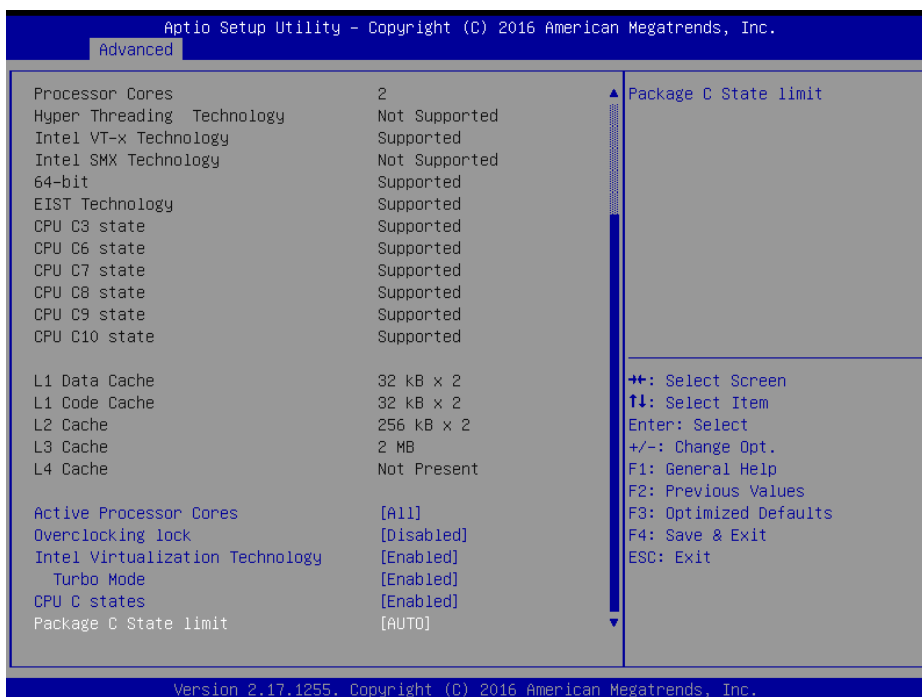 Aptio Setup Utility – Copyright (C) 2016 American Megatrends, Inc.
Advanced
Processor Cores 2
Hyper Threading Technology Not Supported
Intel VT-x Technology Supported
Intel SMX Technology Not Supported
64-bit Supported
EIST Technology Supported
CPU C3 state Supported
CPU C6 state Supported
CPU C7 state Supported
CPU C8 state Supported
CPU C9 state Supported
CPU C10 state Supported
L1 Data Cache 32 kB x 2
L1 Code Cache 32 kB x 2
L2 Cache 256 kB x 2
L3 Cache 2 MB
L4 Cache Not Present
Active Processor Cores [All]
Overclocking lock [Disabled]
Intel Virtualization Technology [Enabled]
Turbo Mode [Enabled]
CPU C states [Enabled]
Package C State limit [AUTO]
Package C State limit
→←: Select Screen
↑↓: Select Item
Enter: Select
+/-: Change Opt.
F1: General Help
F2: Previous Values
F3: Optimized Defaults
F4: Save & Exit
ESC: Exit
Version 2.17.1255. Copyright (C) 2016 American Megatrends, Inc.